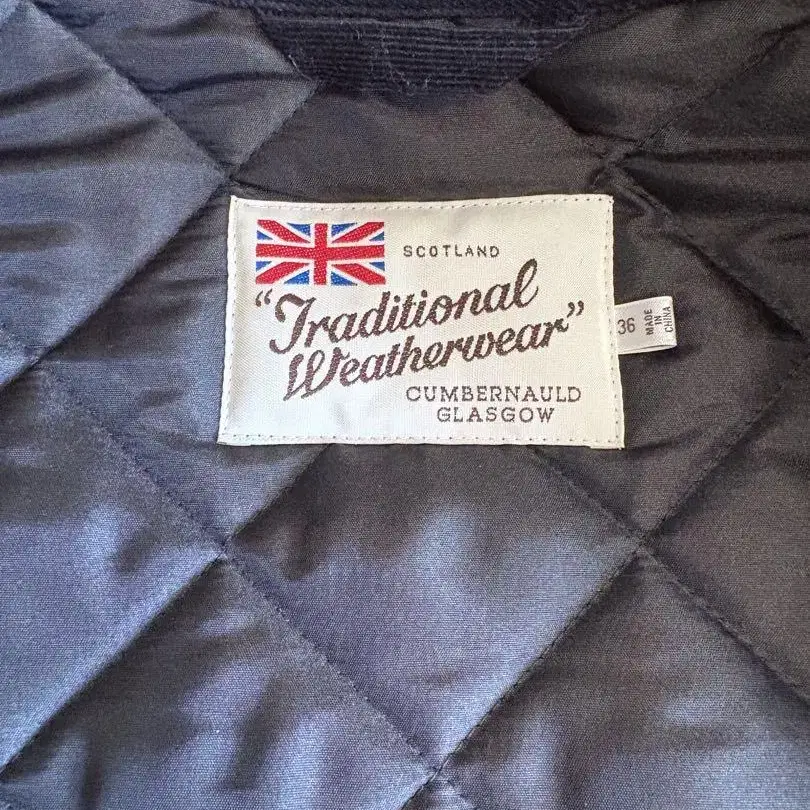 SCOTLAND
“Traditional
Weatherwear”
CUMBERNAULD
GLASGOW
36
MADE
IN
CHINA